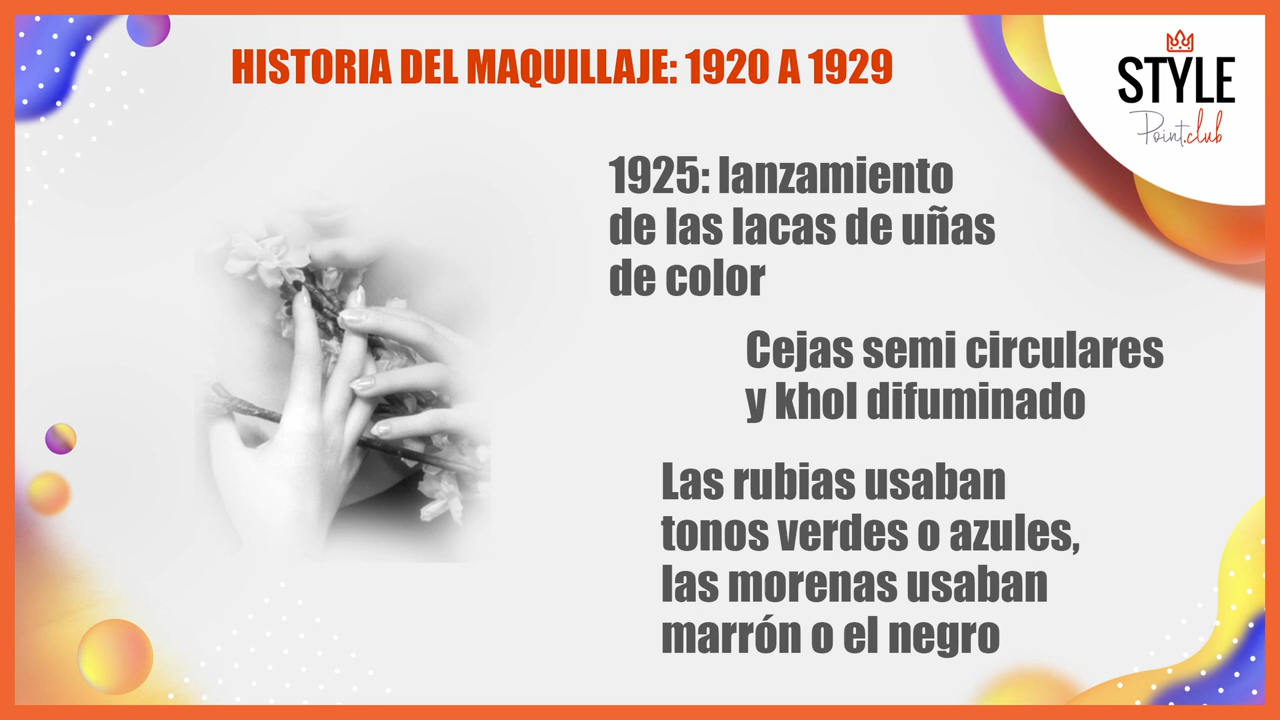 HISTORIA DEL MAQUILLAJE: 1920 A 1929
STYLE
Point.club
1925: lanzamiento
de las lacas de uñas
de color
Cejas semi circulares
y khol difuminado
Las rubias usaban
tonos verdes o azules,
las morenas usaban
marrón o el negro